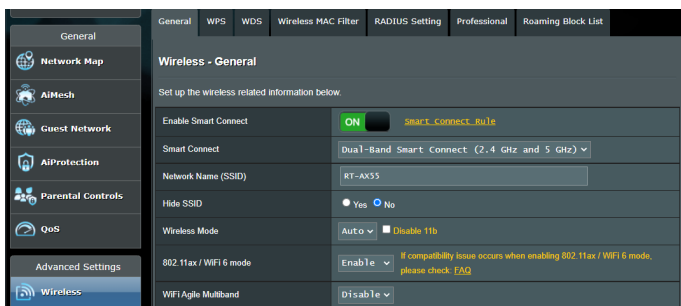 General
Network Map
AiMesh
Guest Network
AiProtection
Parental Controls
QoS
Advanced Settings
Wireless
General WPS WDS Wireless MAC Filter RADIUS Setting Professional Roaming Block List
Wireless - General
Set up the wireless related information below.
Enable Smart Connect ON Smart Connect Rule
Smart Connect Dual-Band Smart Connect (2.4 GHz and 5 GHz)
Network Name (SSID) RT-AX55
Hide SSID Yes No
Wireless Mode Auto Disable 11b
802.11ax / WiFi 6 mode Enable If compatibility issue occurs when enabling 802.11ax / WiFi 6 mode,
please check: FAQ
WiFi Agile Multiband Disable